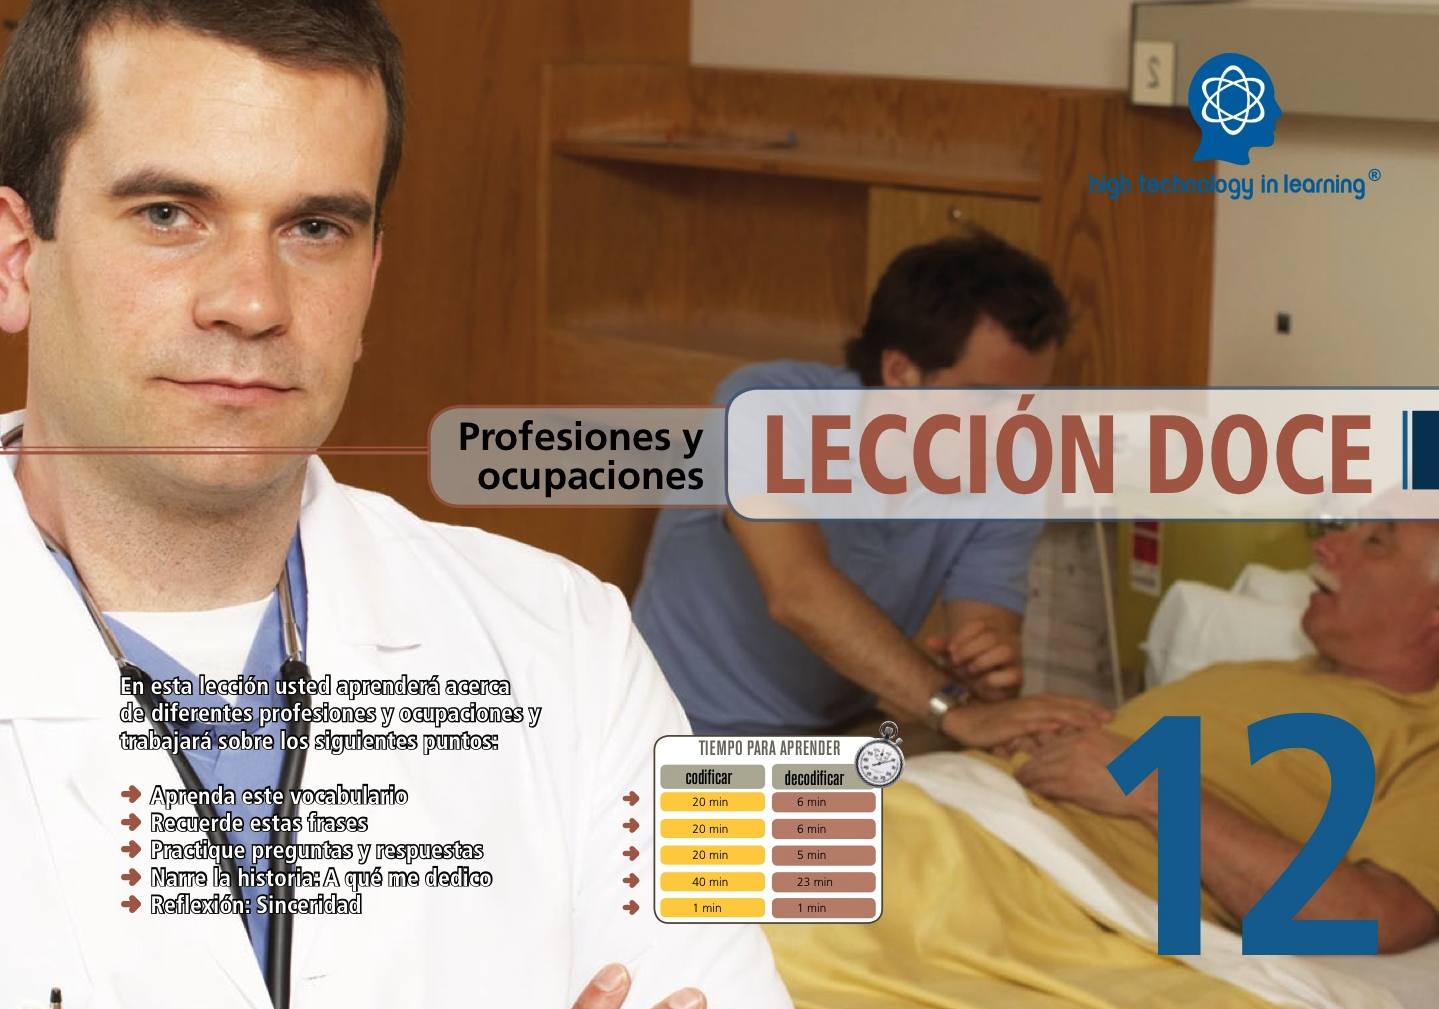 high technology in learning®
Profesiones y
ocupaciones
LECCIÓN DOCE
En esta lección usted aprenderá acerca
de diferentes profesiones y ocupaciones y
trabajará sobre los siguientes puntos:
Aprenda este vocabulario
Recuerde estas frases
Practique preguntas y respuestas
Narre la historia: A qué me dedico
Reflexión: Sinceridad
TIEMPO PARA APRENDER
codificar decodificar
20 min 6 min
20 min 6 min
20 min 5 min
40 min 23 min
1 min 1 min
12